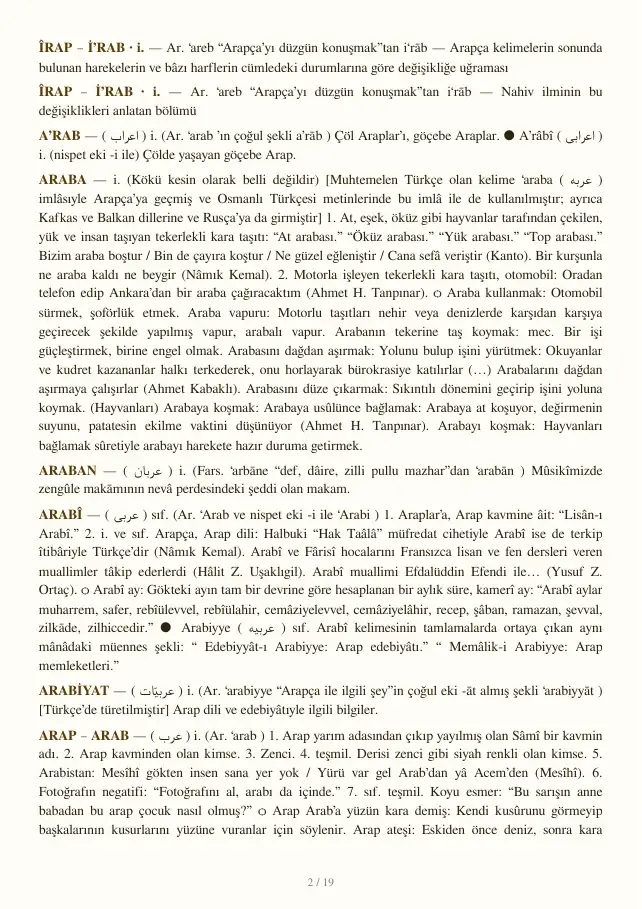 ÎRAP – İ’RAB · i. — Ar. ‘areb “Arapça’yı düzgün konuşmak”tan i‘rāb — Arapça kelimelerin sonunda
bulunan harekelerin ve bâzı harflerin cümledeki durumlarına göre değişikliğe uğraması
ÎRAP – İ’RAB · i. — Ar. ‘areb “Arapça’yı düzgün konuşmak”tan i‘rāb — Nahiv ilminin bu
değişiklikleri anlatan bölümü
A’RAB — ( اعراب ) i. (Ar. ‘arab ’ın çoğul şekli a‘rāb ) Çöl Araplar’ı, göçebe Araplar. ● A’râbî ( اعرابى )
i. (nispet eki -i ile) Çölde yaşayan göçebe Arap.
ARABA — i. (Kökü kesin olarak belli değildir) [Muhtemelen Türkçe olan kelime ‘araba ( عربه )
imlâsıyle Arapça’ya geçmiş ve Osmanlı Türkçesi metinlerinde bu imlâ ile de kullanılmıştır; ayrıca
Kafkas ve Balkan dillerine ve Rusça’ya da girmiştir] 1. At, eşek, öküz gibi hayvanlar tarafından çekilen,
yük ve insan taşıyan tekerlekli kara taşıtı: “At arabası.” “Öküz arabası.” “Yük arabası.” “Top arabası.”
Bizim araba boştur / Bin de çayıra koştur / Ne güzel eğleniştir / Cana sefâ veriştir (Kanto). Bir kurşunla
ne araba kaldı ne beygir (Nâmık Kemal). 2. Motorla işleyen tekerlekli kara taşıtı, otomobil: Oradan
telefon edip Ankara’dan bir araba çağıracaktım (Ahmet H. Tanpınar). ѻ Araba kullanmak: Otomobil
sürmek, şoförlük etmek. Araba vapuru: Motorlu taşıtları nehir veya denizlerde karşıdan karşıya
geçirecek şekilde yapılmış vapur, arabalı vapur. Arabanın tekerine taş koymak: mec. Bir işi
güçleştirmek, birine engel olmak. Arabasını dağdan aşırmak: Yolunu bulup işini yürütmek: Okuyanlar
ve kudret kazananlar halkı terkederek, onu horlayarak bürokrasiye katılırlar (…) Arabalarını dağdan
aşırmaya çalışırlar (Ahmet Kabaklı). Arabasını düze çıkarmak: Sıkıntılı dönemini geçirip işini yoluna
koymak. (Hayvanları) Arabaya koşmak: Arabaya usûlünce bağlamak: Arabaya at koşuyor, değirmenin
suyunu, patatesin ekilme vaktini düşünüyor (Ahmet H. Tanpınar). Arabayı koşmak: Hayvanları
bağlamak sûretiyle arabayı harekete hazır duruma getirmek.
ARABAN — ( عربان ) i. (Fars. ‘arbāne “def, dâire, zilli pullu mazhar”dan ‘arabān ) Mûsikîmizde
zengûle makāmının nevâ perdesindeki şeddi olan makam.
ARABÎ — ( عربى ) sıf. (Ar. ‘Arab ve nispet eki -i ile ‘Arabi ) 1. Araplar’a, Arap kavmine âit: “Lisân-ı
Arabî.” 2. i. ve sıf. Arapça, Arap dili: Halbuki “Hak Taâlâ” müfredat cihetiyle Arabî ise de terkip
îtibâriyle Türkçe’dir (Nâmık Kemal). Arabî ve Fârisî hocalarını Fransızca lisan ve fen dersleri veren
muallimler tâkip ederlerdi (Hâlit Z. Uşaklıgil). Arabî muallimi Efdalüddin Efendi ile… (Yusuf Z.
Ortaç). ѻ Arabî ay: Gökteki ayın tam bir devrine göre hesaplanan bir aylık süre, kamerî ay: “Arabî aylar
muharrem, safer, rebîülevvel, rebîülahir, cemâziyelevvel, cemâziyelâhir, recep, şâban, ramazan, şevval,
zilkāde, zilhiccedir.” ● Arabiyye ( عربيه ) sıf. Arabî kelimesinin tamlamalarda ortaya çıkan aynı
mânâdaki müennes şekli: “ Edebiyyât-ı Arabiyye: Arap edebiyâtı.” “ Memâlik-i Arabiyye: Arap
memleketleri.”
ARABİYAT — ( عربيّات ) i. (Ar. ‘arabiyye “Arapça ile ilgili şey”in çoğul eki -āt almış şekli ‘arabiyyāt )
[Türkçe’de türetilmiştir] Arap dili ve edebiyâtıyle ilgili bilgiler.
ARAP – ARAB — ( عرب ) i. (Ar. ‘arab ) 1. Arap yarım adasından çıkıp yayılmış olan Sâmî bir kavmin
adı. 2. Arap kavminden olan kimse. 3. Zenci. 4. teşmil. Derisi zenci gibi siyah renkli olan kimse. 5.
Arabistan: Mesîhî gökten insen sana yer yok / Yürü var gel Arab’dan yâ Acem’den (Mesîhî). 6.
Fotoğrafın negatifi: “Fotoğrafını al, arabı da içinde.” 7. sıf. teşmil. Koyu esmer: “Bu sarışın anne
babadan bu arap çocuk nasıl olmuş?” ѻ Arap Arab’a yüzün kara demiş: Kendi kusûrunu görmeyip
başkalarının kusurlarını yüzüne vuranlar için söylenir. Arap ateşi: Eskiden önce deniz, sonra kara
2 / 19